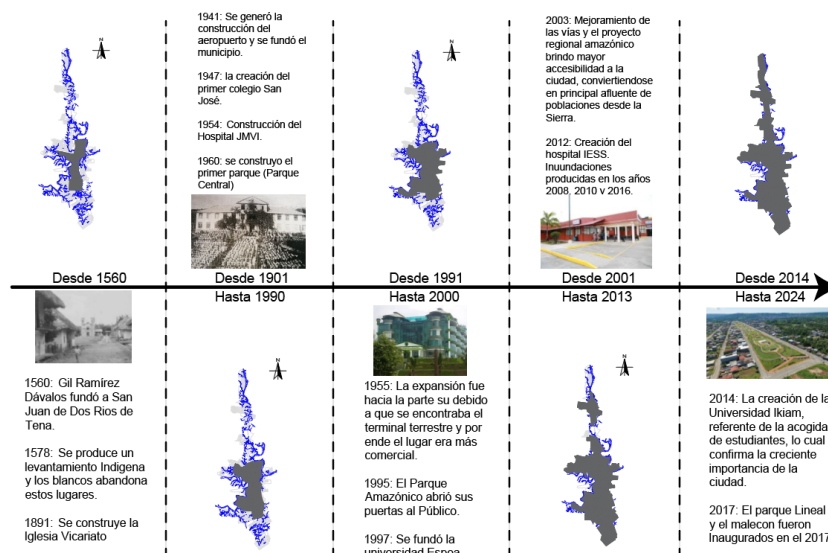 1941: Se generó la
construcción del
aeropuerto y se fundó el
municipio.
1947: la creación del
primer colegio San
José.
1954: Construcción del
Hospital JMVI.
1960: se construyo el
primer parque (Parque
Central)
2003: Mejoramiento de
las vías y el proyecto
regional amazónico
brindo mayor
accesibilidad a la
ciudad, conviertiendose
en principal afluente de
poblaciones desde la
Sierra.
2012: Creación del
hospital IESS.
Inuundaciones
producidas en los años
2008, 2010 y 2016.
N
N
N
Desde 1560
Desde 1901
Desde 1991
Desde 2001
Desde 2014
Hasta 1990
Hasta 2000
Hasta 2013
Hasta 2024
1560: Gil Ramírez
Dávalos fundó a San
Juan de Dos Rios de
Tena.
1578: Se produce un
levantamiento Indigena
y los blancos abandona
estos lugares.
1891: Se construye la
Iglesia Vicariato
N
1955: La expansión fue
hacia la parte su debido
a que se encontraba el
terminal terrestre y por
ende el lugar era más
comercial.
1995: El Parque
Amazónico abrió sus
puertas al Público.
1997: Se fundó la
universidad Espea
N
2014: La creación de la
Universidad Ikiam,
referente de la acogida
de estudiantes, lo cual
confirma la creciente
importancia de la
ciudad.
2017: El parque Lineal
y el malecon fueron
Inaugurados en el 2017